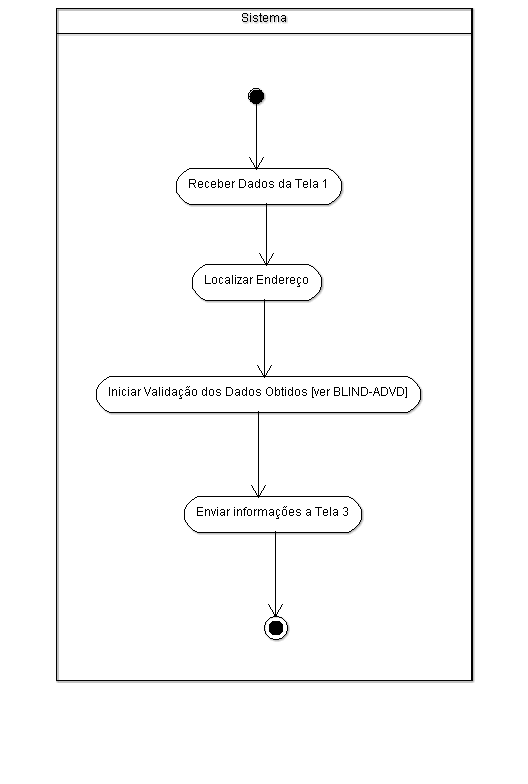 Sistema
Receber Dados da Tela 1
Localizar Endereço
Iniciar Validação dos Dados Obtidos [ver BLIND-ADVD]
Enviar informações a Tela 3